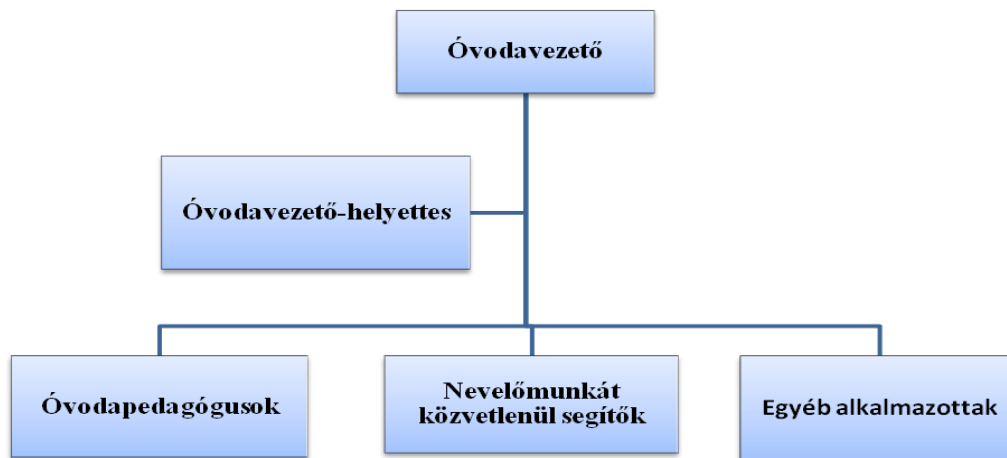 Óvodavezető
Óvodavezető-helyettes
Óvodapedagógusok
Nevelőmunkát
közvetlenül segítők
Egyéb alkalmazottak